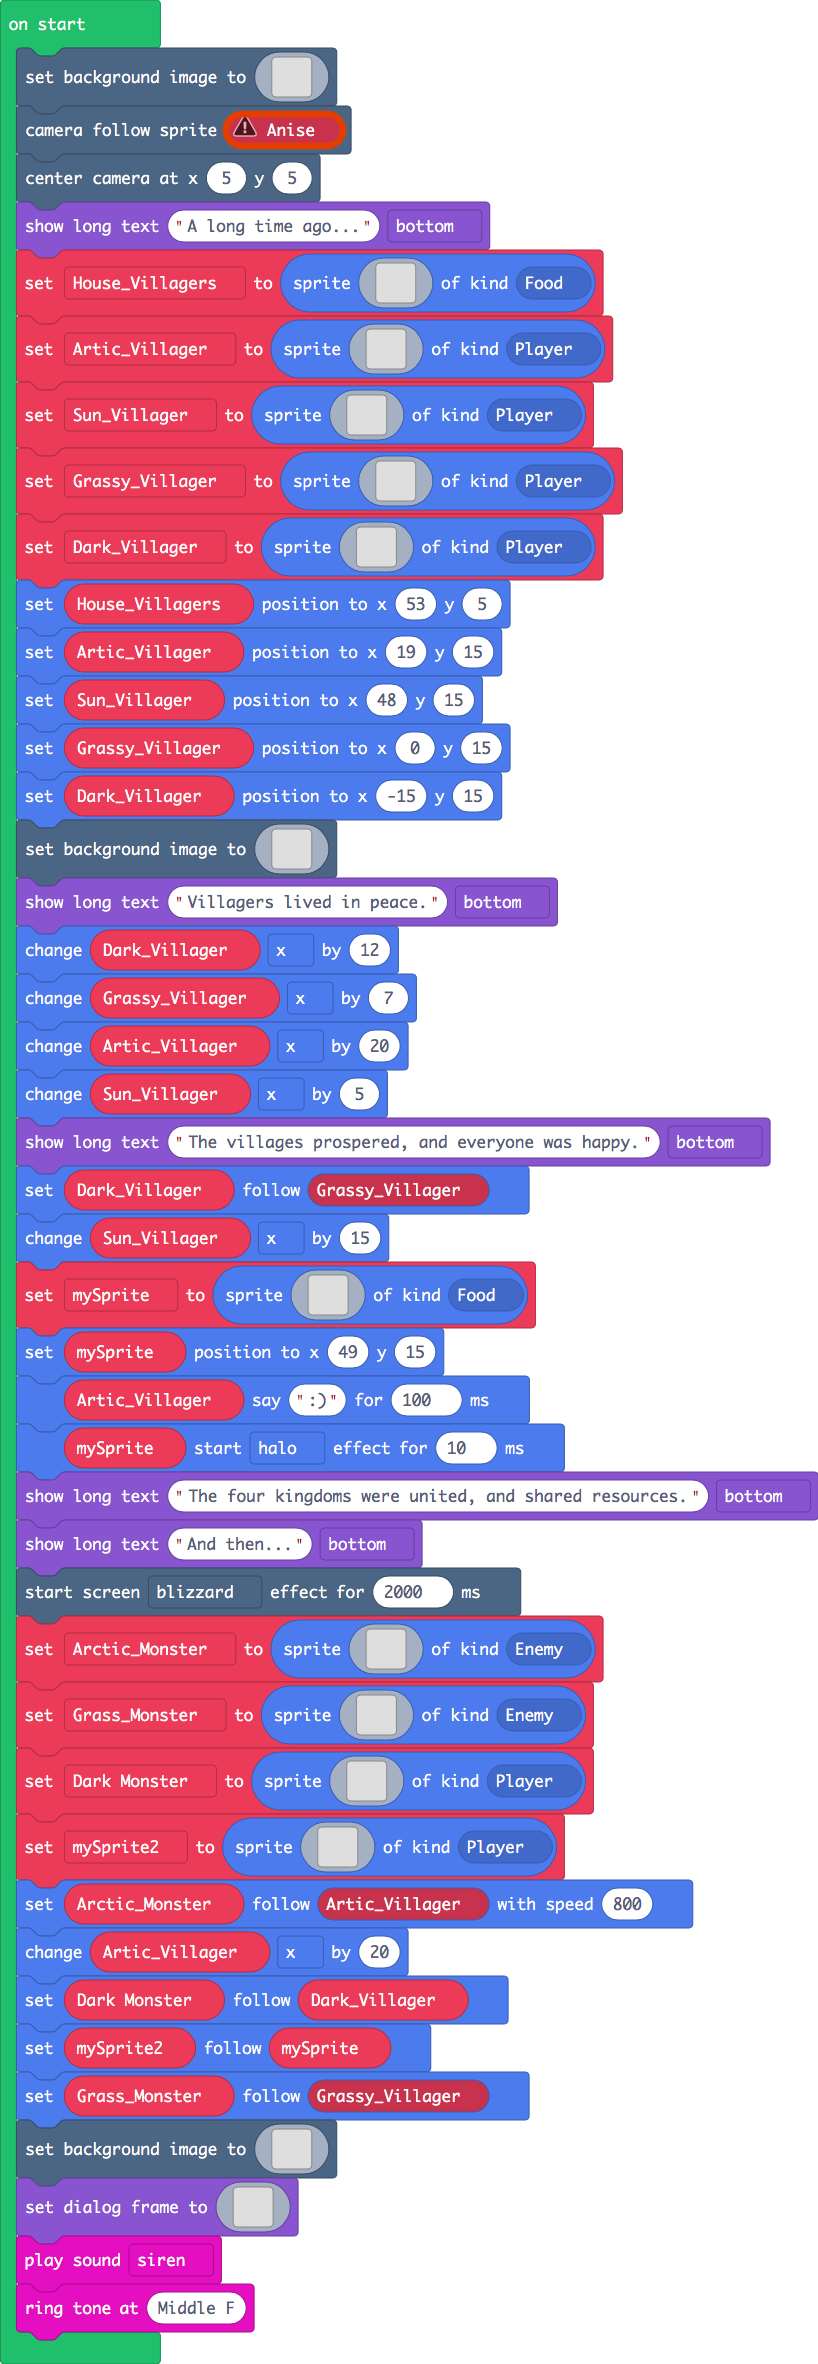 on start
set background image to
camera follow sprite Anise
center camera at x 5 y 5
show long text "A long time ago..." bottom
set House_Villagers to sprite of kind Food
set Artic_Villager to sprite of kind Player
set Sun_Villager to sprite of kind Player
set Grassy_Villager to sprite of kind Player
set Dark_Villager to sprite of kind Player
set House_Villagers position to x 53 y 5
set Artic_Villager position to x 19 y 15
set Sun_Villager position to x 48 y 15
set Grassy_Villager position to x 0 y 15
set Dark_Villager position to x -15 y 15
set background image to
show long text "Villagers lived in peace." bottom
change Dark_Villager x by 12
change Grassy_Villager x by 7
change Artic_Villager x by 20
change Sun_Villager x by 5
show long text "The villages prospered, and everyone was happy." bottom
set Dark_Villager follow Grassy_Villager
change Sun_Villager x by 15
set mySprite to sprite of kind Food
set mySprite position to x 49 y 15
Artic_Villager say ":)" for 100 ms
mySprite start halo effect for 10 ms
show long text "The four kingdoms were united, and shared resources." bottom
show long text "And then..." bottom
start screen blizzard effect for 2000 ms
set Arctic_Monster to sprite of kind Enemy
set Grass_Monster to sprite of kind Enemy
set Dark Monster to sprite of kind Player
set mySprite2 to sprite of kind Player
set Arctic_Monster follow Artic_Villager with speed 800
change Artic_Villager x by 20
set Dark Monster follow Dark_Villager
set mySprite2 follow mySprite
set Grass_Monster follow Grassy_Villager
set background image to
set dialog frame to
play sound siren
ring tone at Middle F